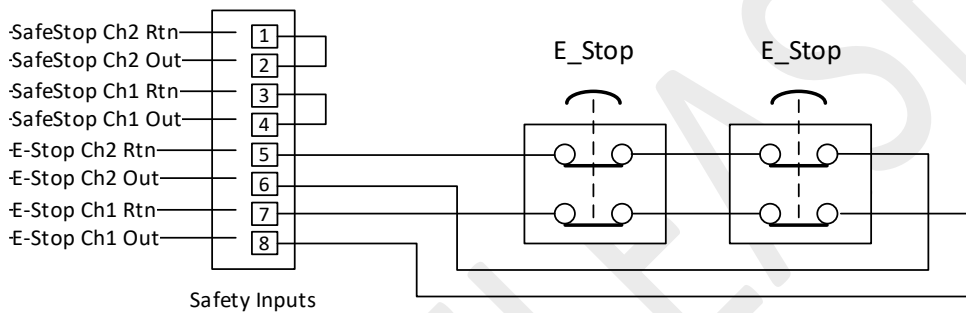 -SafeStop Ch2 Rtn
1
-SafeStop Ch2 Out
2
-SafeStop Ch1 Rtn
3
-SafeStop Ch1 Out
4
-E-Stop Ch2 Rtn
5
-E-Stop Ch2 Out
6
-E-Stop Ch1 Rtn
7
-E-Stop Ch1 Out
8
Safety Inputs
E_Stop
E_Stop